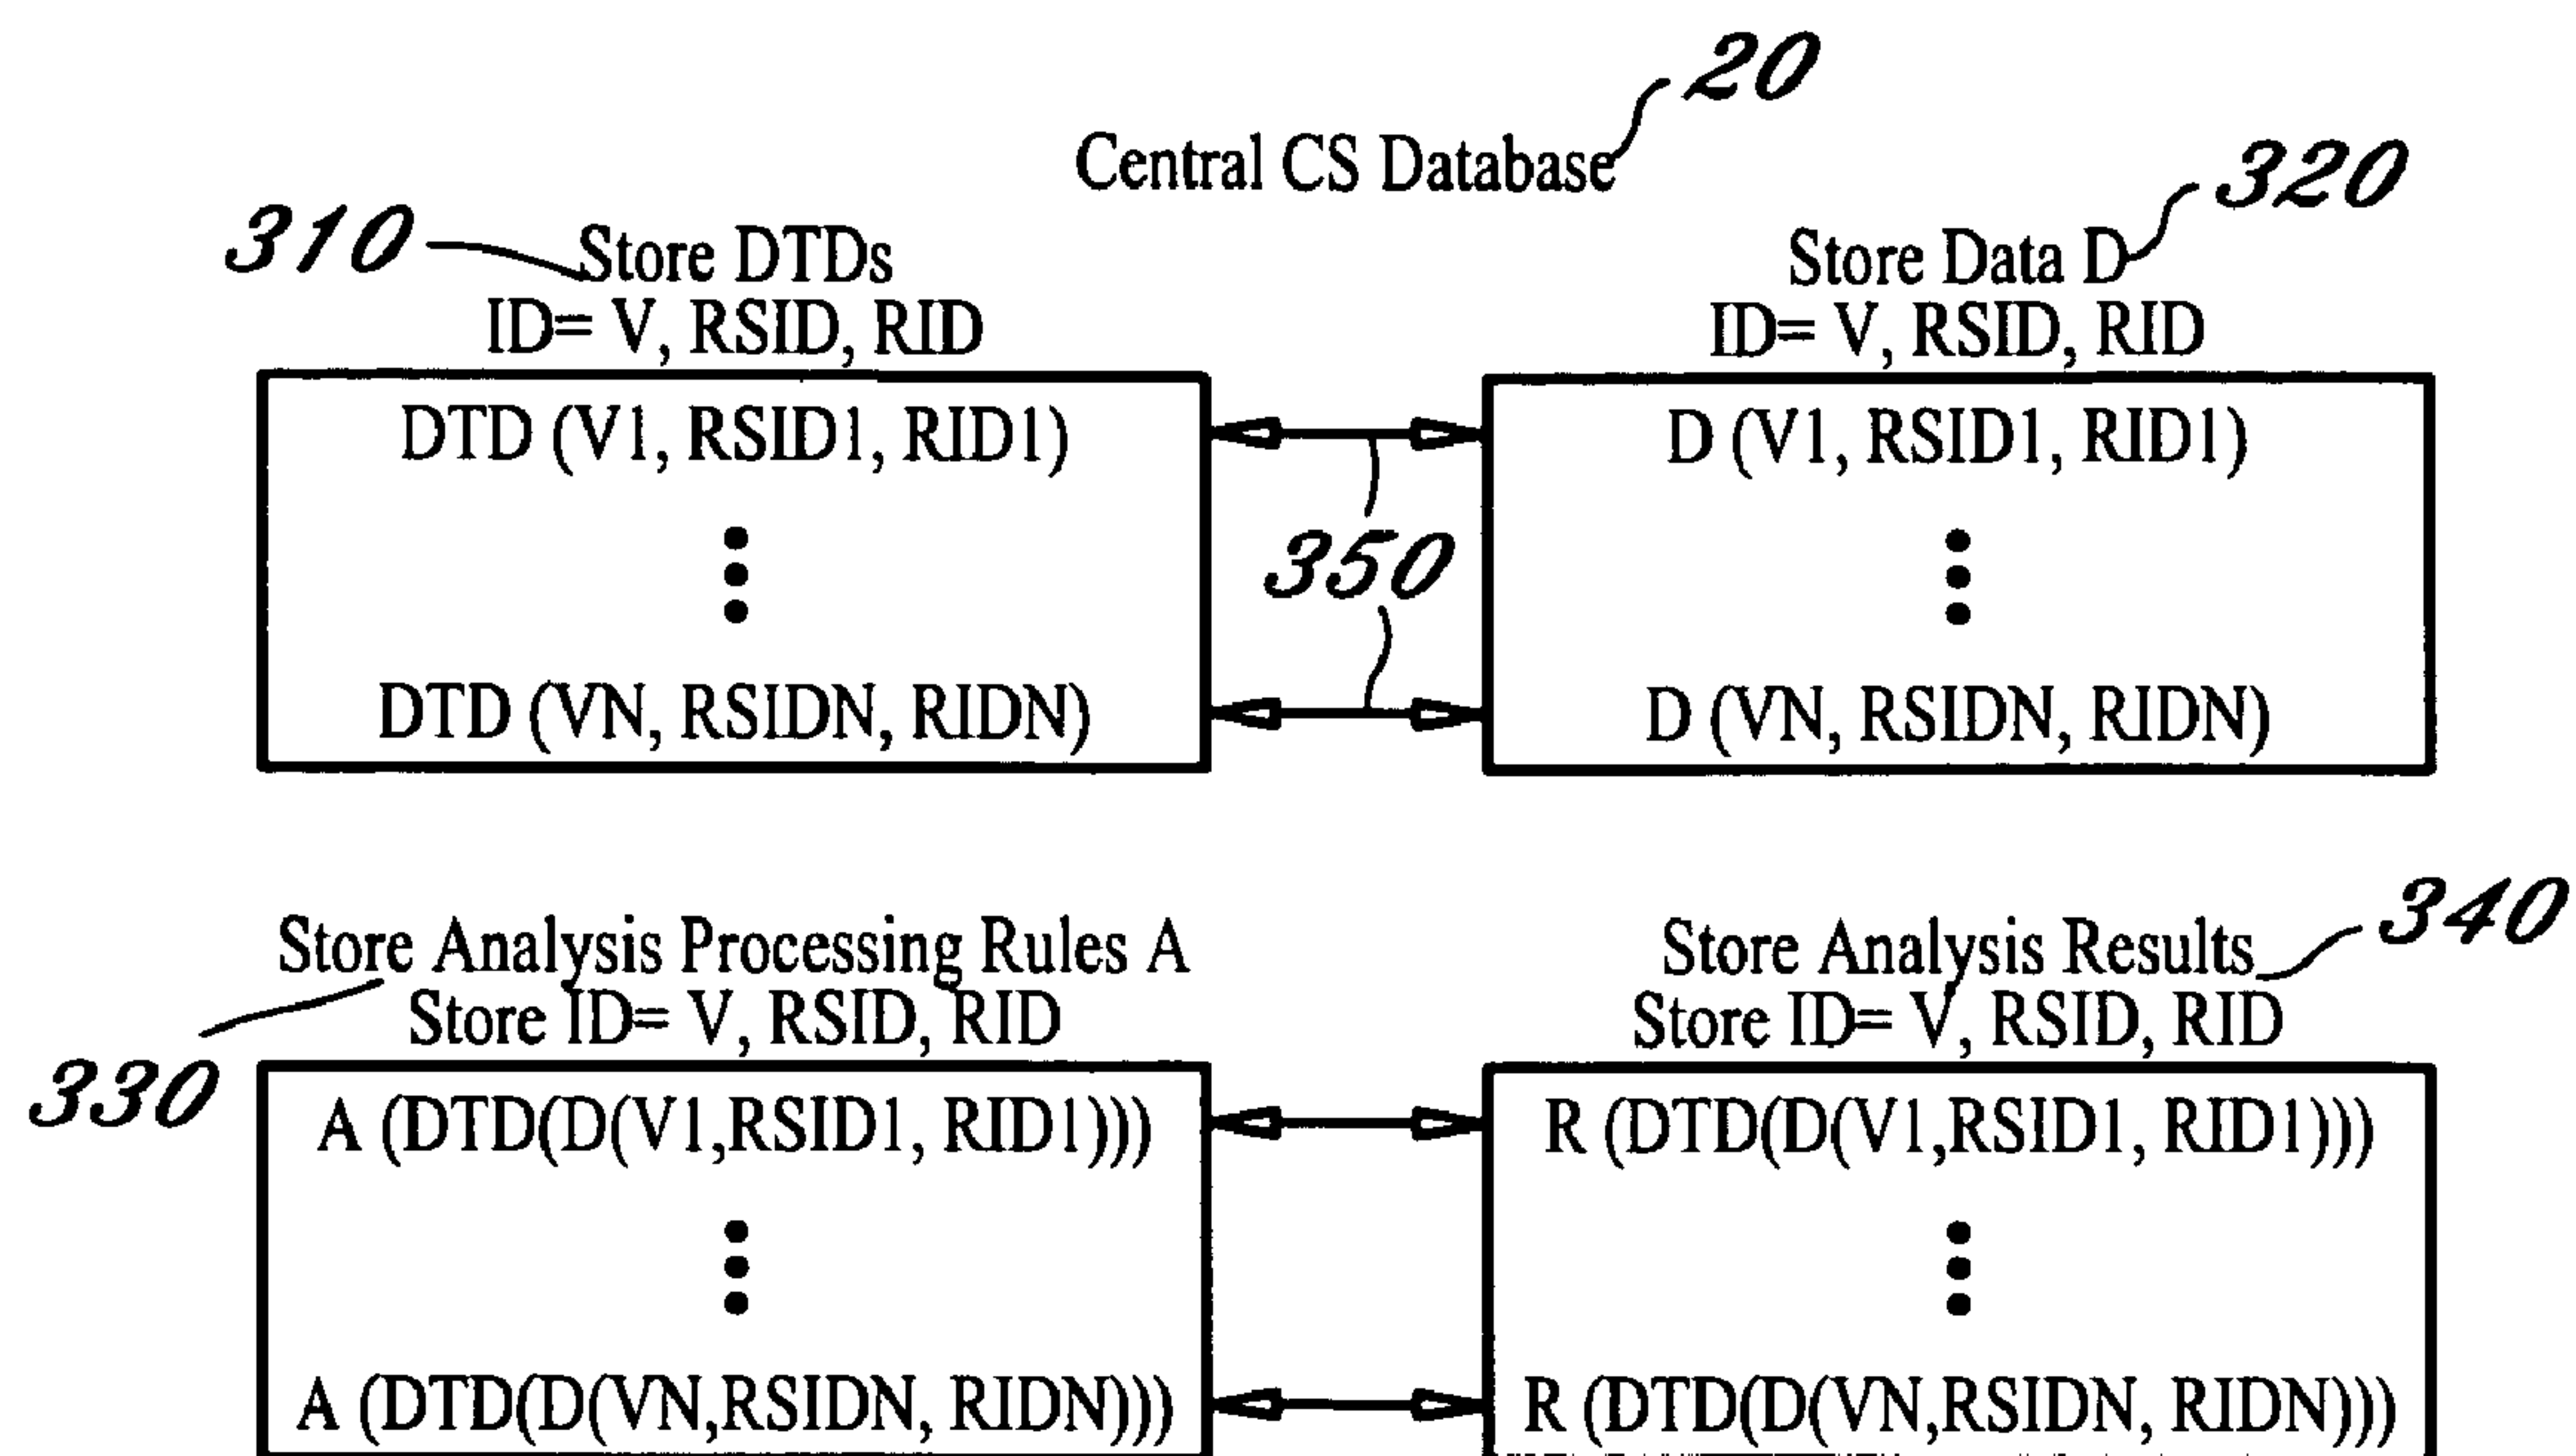 20
Central CS Database
310
Store DTDs
ID= V, RSID, RID
DTD (V1, RSID1, RID1)
DTD (VN, RSIDN, RIDN)
320
Store Data D
ID= V, RSID, RID
D (V1, RSID1, RID1)
D (VN, RSIDN, RIDN)
350
Store Analysis Processing Rules A
Store ID= V, RSID, RID
330
A (DTD(D(V1,RSID1, RID1)))
A (DTD(D(VN,RSIDN, RIDN)))
340
Store Analysis Results
Store ID= V, RSID, RID
R (DTD(D(V1,RSID1, RID1)))
R (DTD(D(VN,RSIDN, RIDN)))